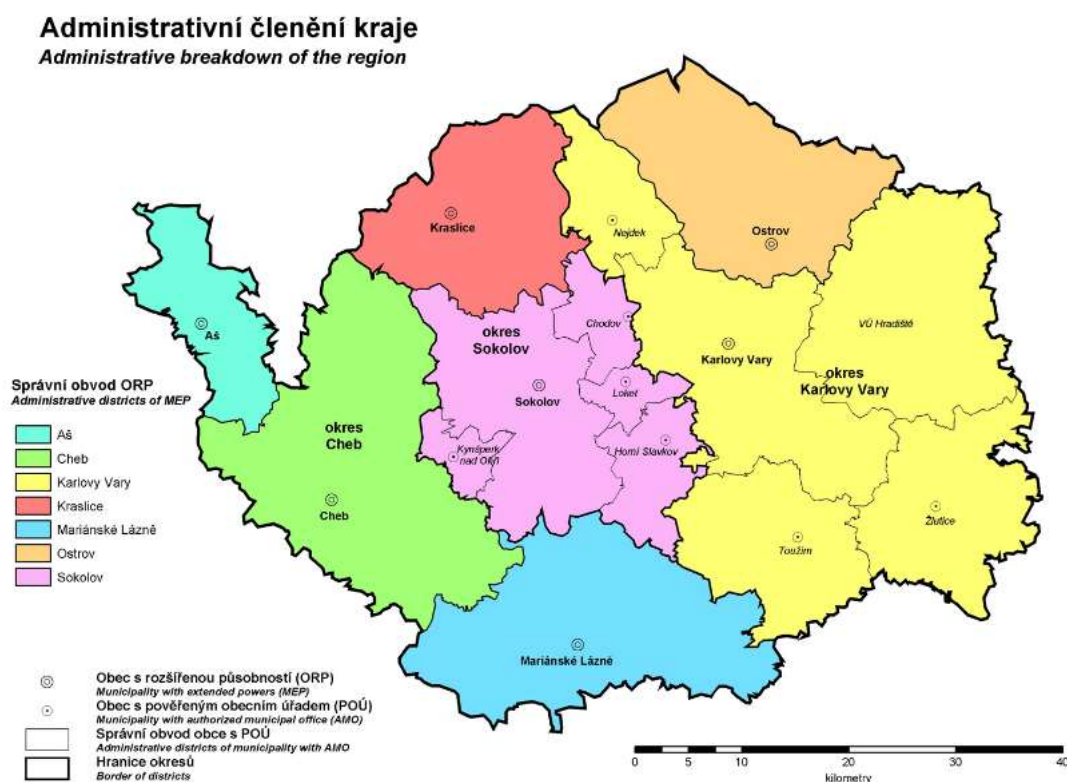 Administrativní členění kraje
Administrative breakdown of the region
Kraslice
Nejdek
Ostrov
Aš
Chodov
VÚ Hradiště
okres
Sokolov
Karlovy Vary
okres
Karlovy Vary
Loket
Sokolov
Správní obvod ORP
Administrative districts of MEP
Aš
Cheb
Karlovy Vary
Kraslice
Mariánské Lázně
Ostrov
Sokolov
okres
Cheb
Kynšperk
nad Ohří
Horní Slavkov
Cheb
Žlutice
Toužim
Mariánské Lázně
Obec s rozšířenou působností (ORP)
Municipality with extended powers (MEP)
Obec s pověřeným obecním úřadem (POÚ)
Municipality with authorized municipal office (AMO)
Správní obvod obce s POÚ
Administrative districts of municipality with AMO
Hranice okresů
Border of districts
0 10 20 30 40
kilometry